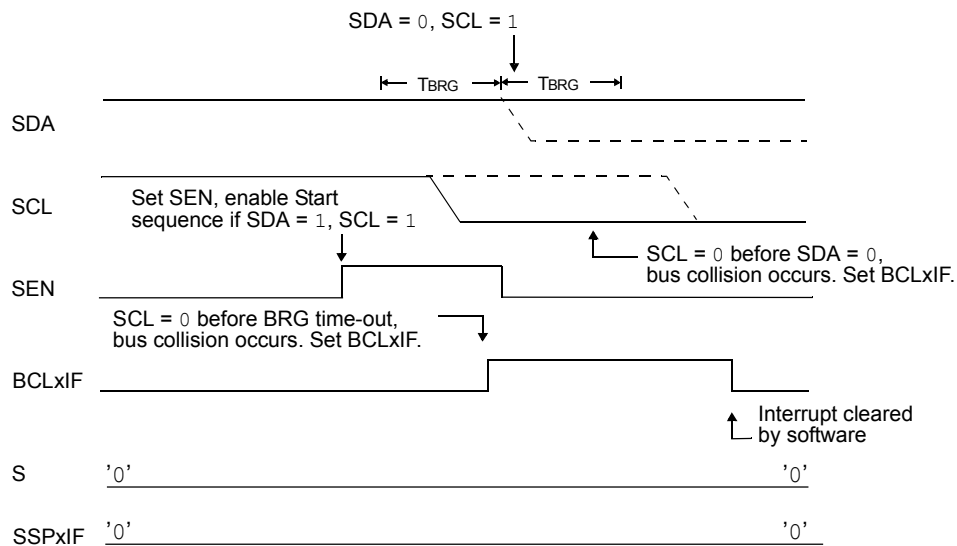 SDA = 0, SCL = 1
TBRG TBRG
SDA
SCL
Set SEN, enable Start
sequence if SDA = 1, SCL = 1
SCL = 0 before SDA = 0,
bus collision occurs. Set BCLxIF.
SEN
SCL = 0 before BRG time-out,
bus collision occurs. Set BCLxIF.
BCLxIF
Interrupt cleared
by software
S '0' '0'
SSPxIF '0' '0'